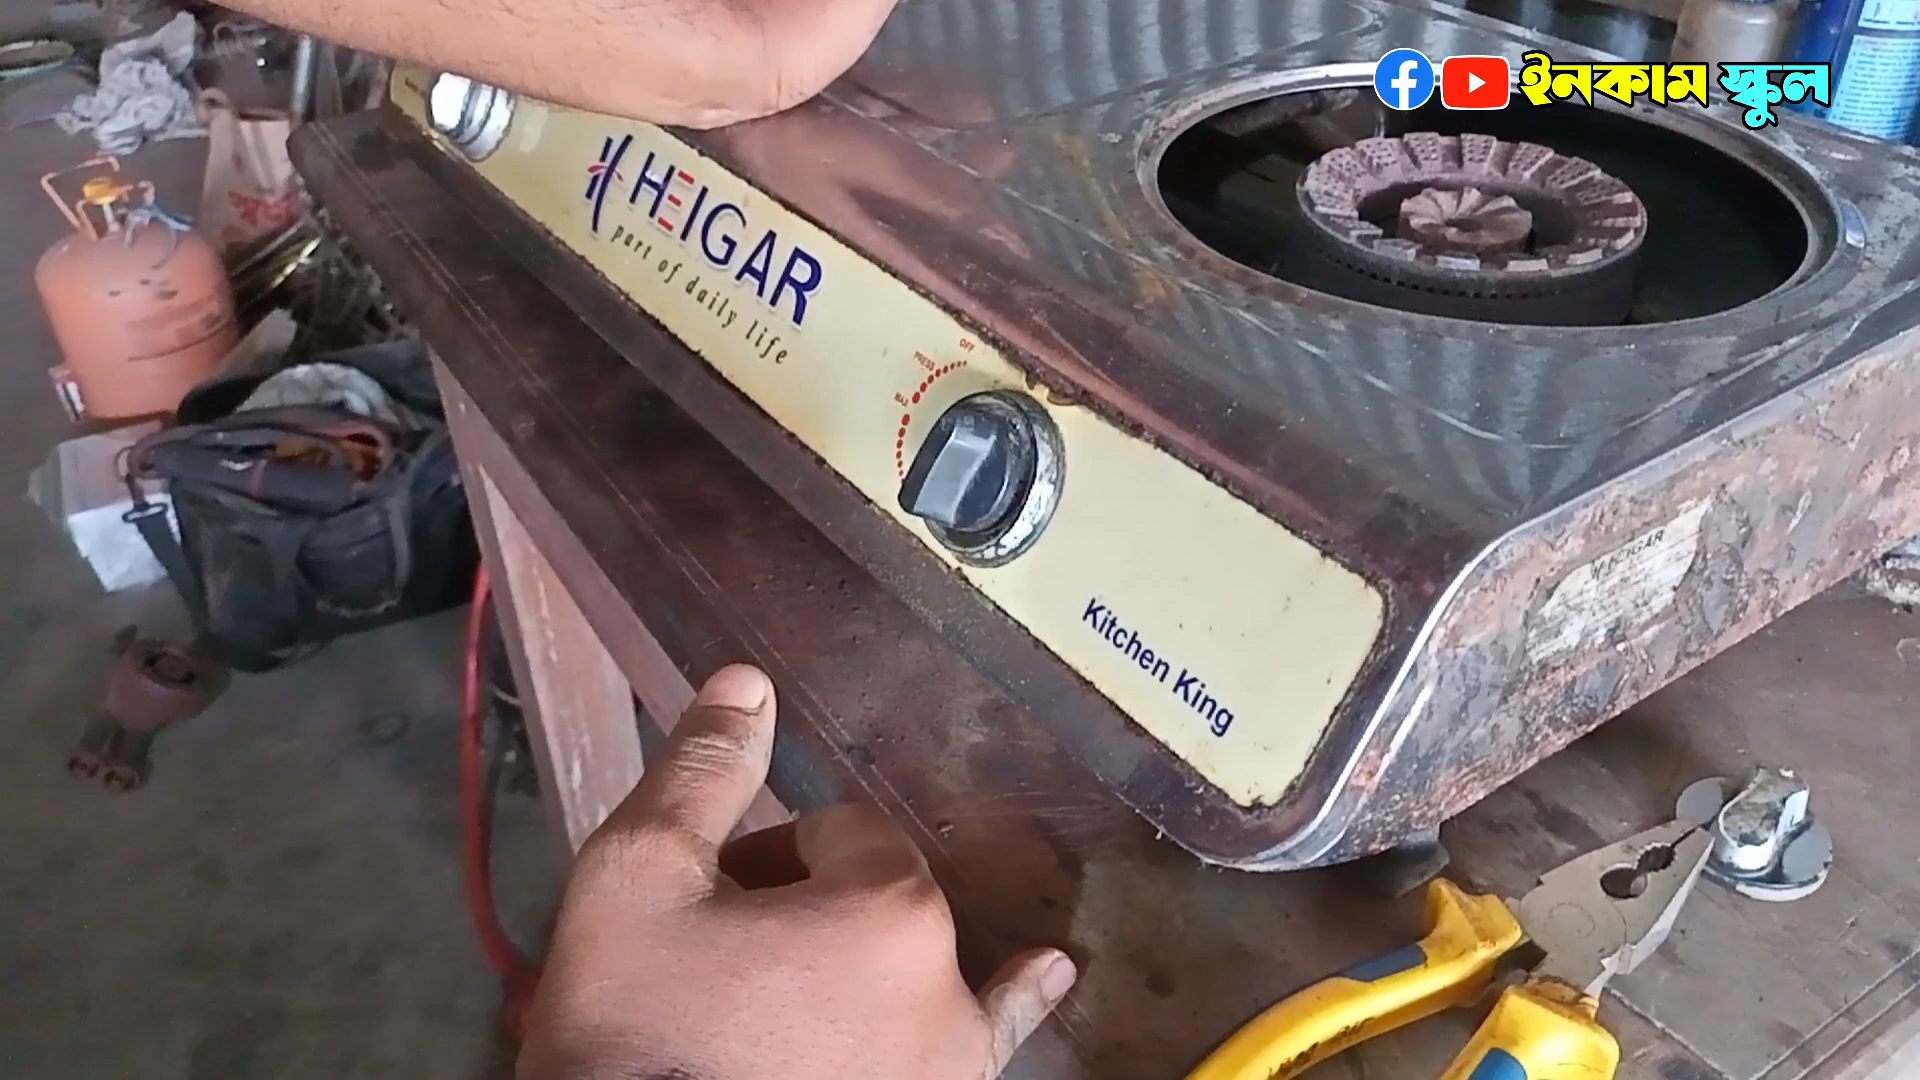 ইনকাম স্কুল
HEIGAR
part of daily life
OFF
PRESS
MAX
Kitchen King
HEIGAR